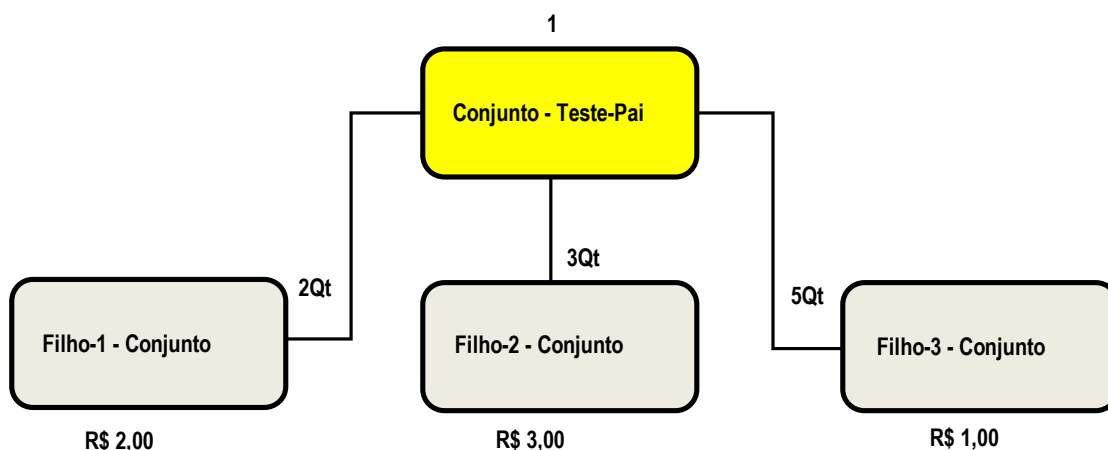 1
Conjunto - Teste-Pai
2Qt
3Qt
5Qt
Filho-1 - Conjunto
Filho-2 - Conjunto
Filho-3 - Conjunto
R$ 2,00
R$ 3,00
R$ 1,00